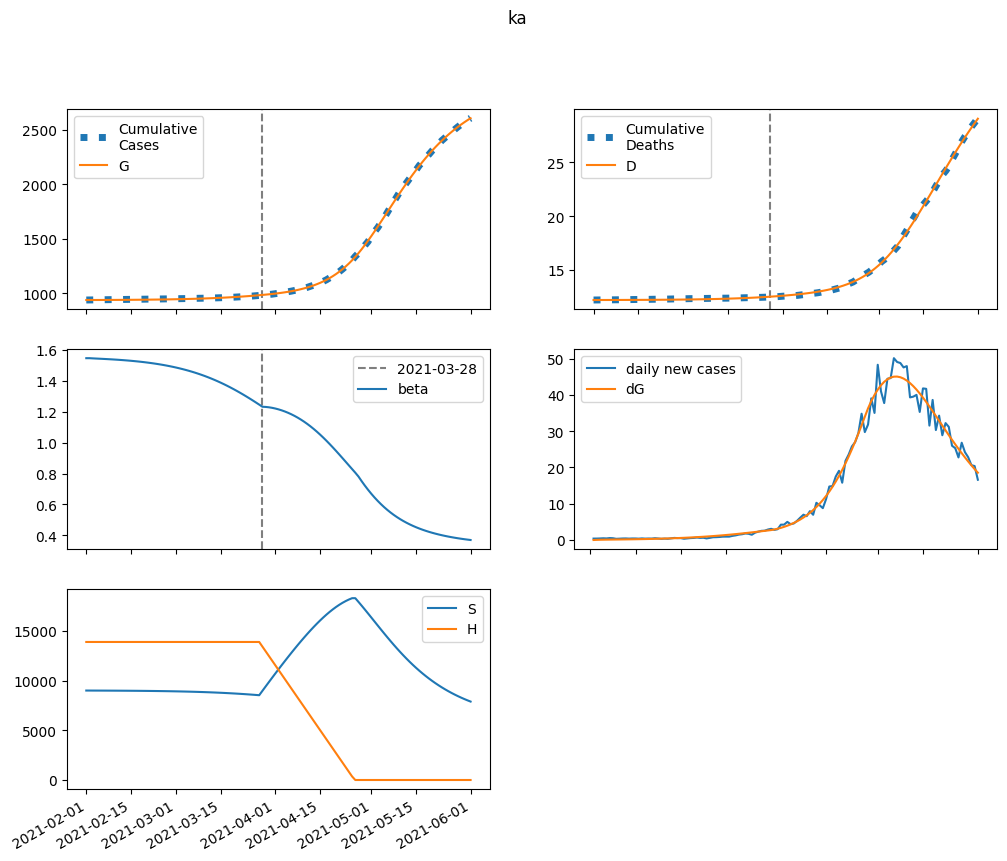 ka
Cumulative
Cases
G
2500
2000
1500
1000
Cumulative
Deaths
D
25
20
15
2021-03-28
beta
1.6
1.4
1.2
1.0
0.8
0.6
0.4
daily new cases
dG
50
40
30
20
10
0
S
H
15000
10000
5000
0
2021-02-01
2021-02-15
2021-03-01
2021-03-15
2021-04-01
2021-04-15
2021-05-01
2021-05-15
2021-06-01